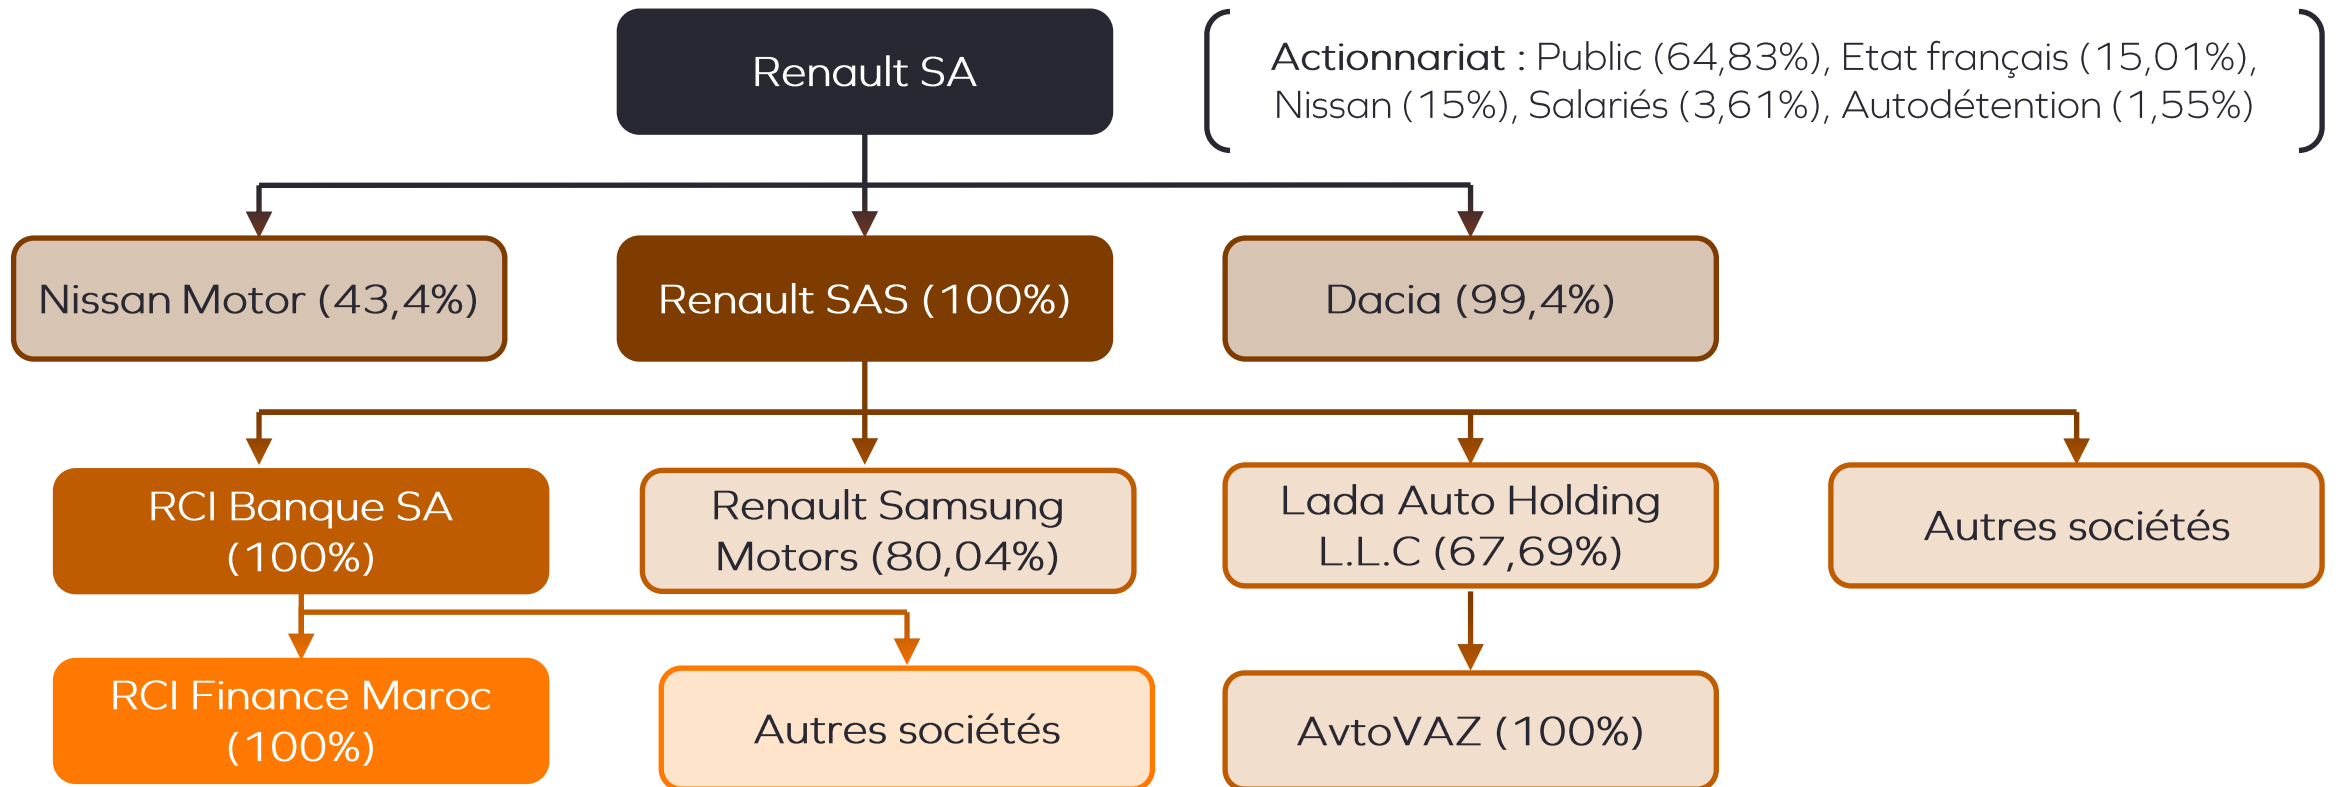 Renault SA
Actionnariat : Public (64,83%), Etat français (15,01%),
Nissan (15%), Salariés (3,61%), Autodétention (1,55%)
Nissan Motor (43,4%)
Renault SAS (100%)
Dacia (99,4%)
RCI Banque SA
(100%)
Renault Samsung
Motors (80,04%)
Lada Auto Holding
L.L.C (67,69%)
Autres sociétés
RCI Finance Maroc
(100%)
Autres sociétés
AvtoVAZ (100%)